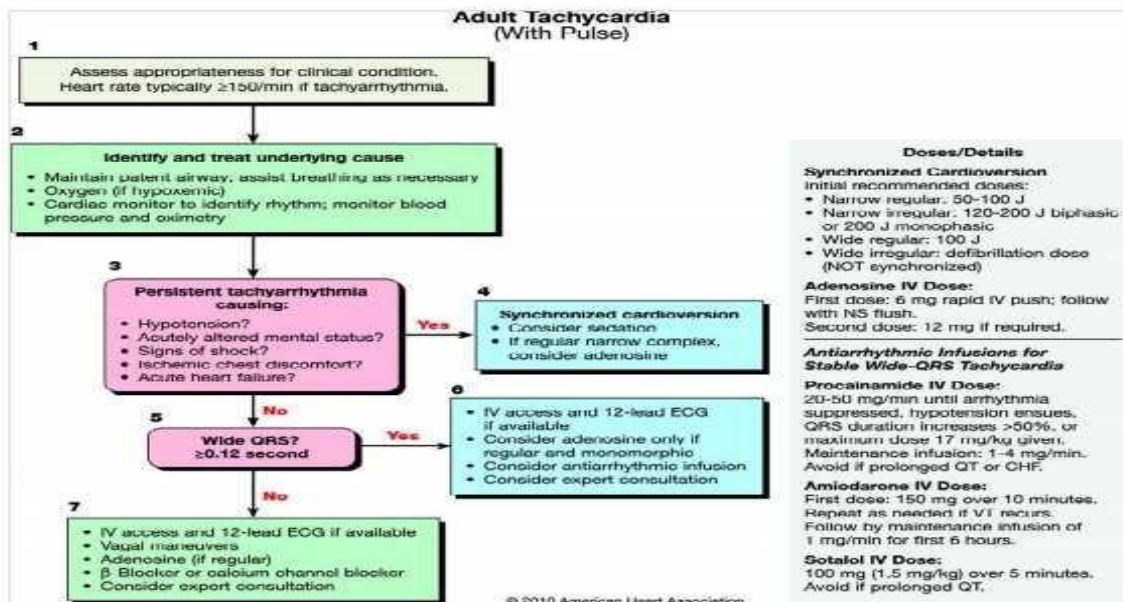 Adult Tachycardia
(With Pulse)
1
Assess appropriateness for clinical condition.
Heart rate typically ≥150/min if tachyarrhythmia.
2
Identify and treat underlying cause
• Maintain patent airway; assist breathing as necessary
• Oxygen (if hypoxemic)
• Cardiac monitor to identify rhythm; monitor blood
pressure and oximetry
3
Persistent tachyarrhythmia
causing:
• Hypotension?
• Acutely altered mental status?
• Signs of shock?
• Ischemic chest discomfort?
• Acute heart failure?
Yes
4
Synchronized cardioversion
• Consider sedation
• If regular narrow complex,
consider adenosine
No
5
Wide QRS?
≥0.12 second
Yes
6
• IV access and 12-lead ECG
if available
• Consider adenosine only if
regular and monomorphic
• Consider antiarrhythmic infusion
• Consider expert consultation
No
7
• IV access and 12-lead ECG if available
• Vagal maneuvers
• Adenosine (if regular)
• β-Blocker or calcium channel blocker
• Consider expert consultation
Doses/Details
Synchronized Cardioversion
Initial recommended doses:
• Narrow regular: 50-100 J
• Narrow irregular: 120-200 J biphasic
or 200 J monophasic
• Wide regular: 100 J
• Wide irregular: defibrillation dose
(NOT synchronized)
Adenosine IV Dose:
First dose: 6 mg rapid IV push; follow
with NS flush.
Second dose: 12 mg if required.
Antiarrhythmic Infusions for
Stable Wide-QRS Tachycardia
Procainamide IV Dose:
20-50 mg/min until arrhythmia
suppressed, hypotension ensues,
QRS duration increases >50%, or
maximum dose 17 mg/kg given.
Maintenance infusion: 1-4 mg/min.
Avoid if prolonged QT or CHF.
Amiodarone IV Dose:
First dose: 150 mg over 10 minutes.
Repeat as needed if VT recurs.
Follow by maintenance infusion of
1 mg/min for first 6 hours.
Sotalol IV Dose:
100 mg (1.5 mg/kg) over 5 minutes.
Avoid if prolonged QT.
© 2010 American Heart Association